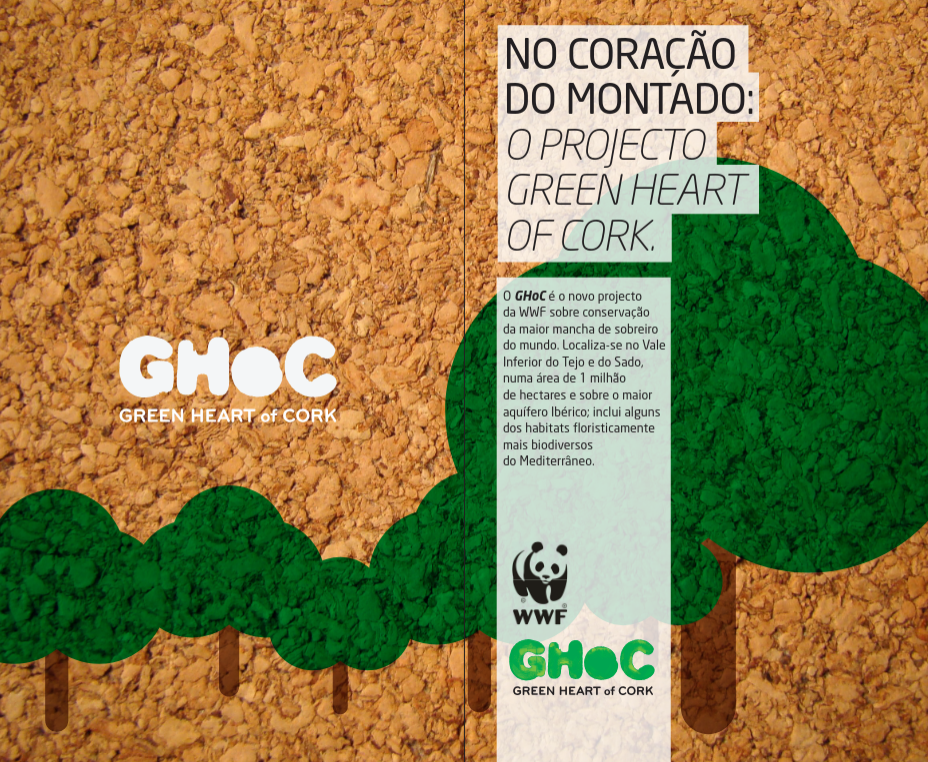 GHoC
GREEN HEART of CORK
NO CORAÇÃO
DO MONTADO:
O PROJECTO
GREEN HEART
OF CORK.
O GHoC é o novo projecto
da WWF sobre conservação
da maior mancha de sobreiro
do mundo. Localiza-se no Vale
Inferior do Tejo e do Sado,
numa área de 1 milhão
de hectares e sobre o maior
aquífero Ibérico; inclui alguns
dos habitats floristicamente
mais biodiversos
do Mediterrâneo.
©
®
WWF
GHoC
GREEN HEART of CORK